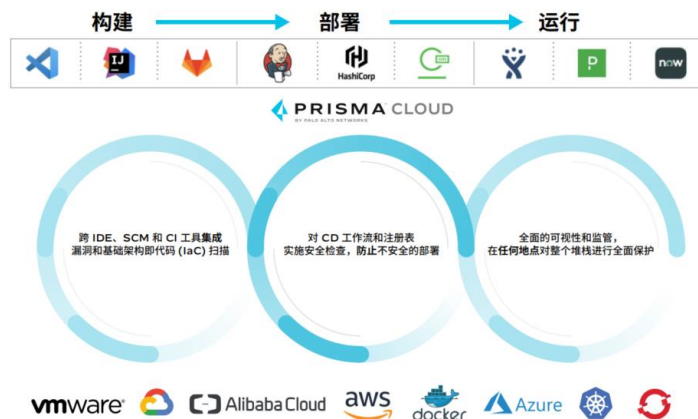 构建
部署
运行
IJ
HashiCorp
P
now
PRISMA CLOUD
BY PALO ALTO NETWORKS
跨 IDE、SCM 和 CI 工具集成
漏洞和基础架构即代码 (IaC) 扫描
对 CD 工作流和注册表
实施安全检查，防止不安全的部署
全面的可视性和监管，
在任何地点对整个堆栈进行全面保护
vmware
Alibaba Cloud
aws
docker
Azure